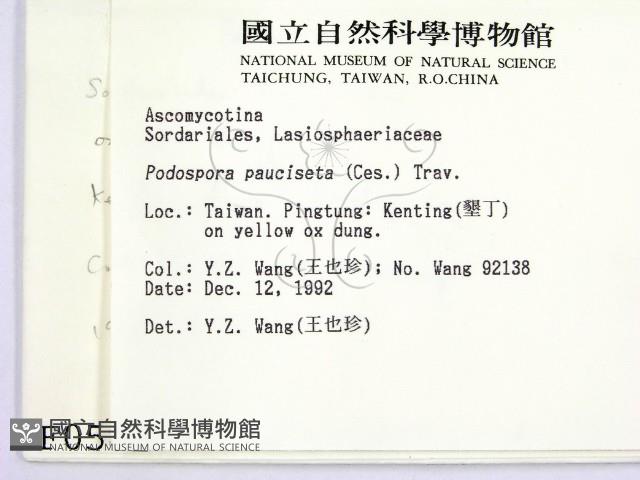 國立自然科學博物館
NATIONAL MUSEUM OF NATURAL SCIENCE
TAICHUNG, TAIWAN, R.O.CHINA
Ascomycotina
Sordariales, Lasiosphaeriaceae
Podospora pauciseta (Ces.) Trav.
Loc.: Taiwan. Pingtung: Kenting(墾丁)
on yellow ox dung.
Col.: Y.Z. Wang(王也珍); No. Wang 92138
Date: Dec. 12, 1992
Det.: Y.Z. Wang(王也珍)
國立自然科學博物館
NATIONAL MUSEUM OF NATURAL SCIENCE
F05